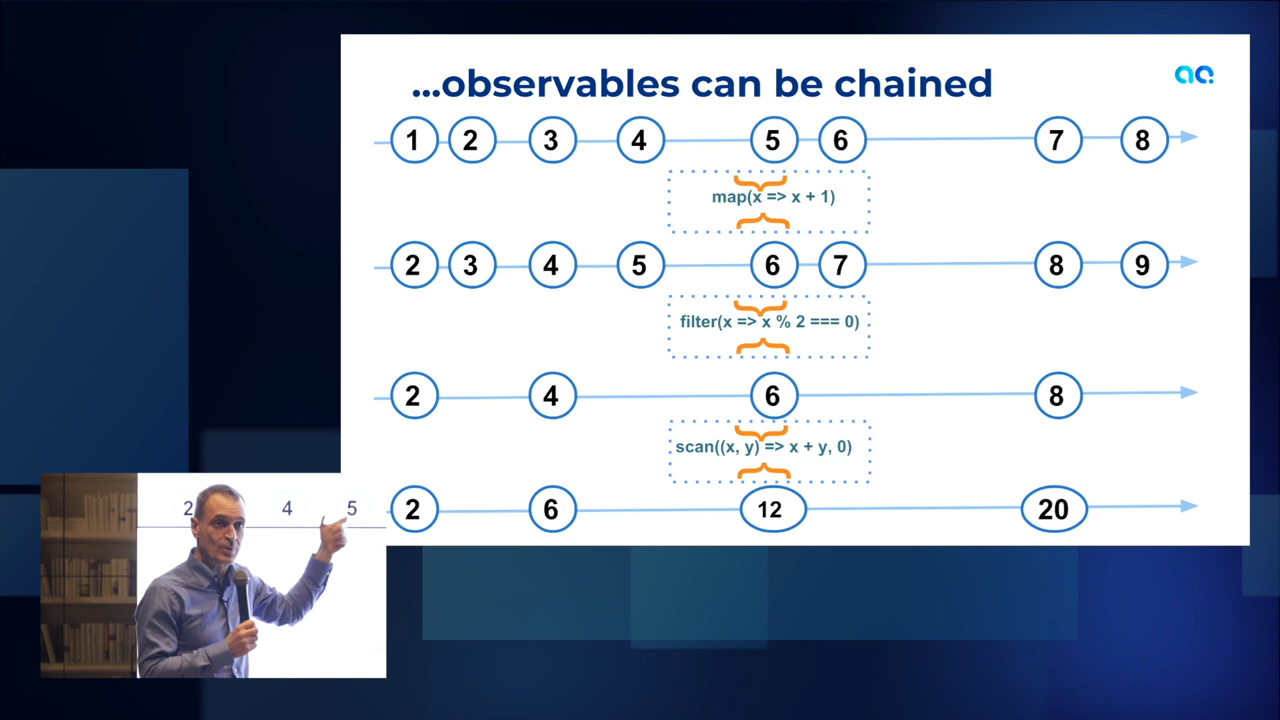 ...observables can be chained
ac.
1 2 3 4 5 6 7 8
map(x => x + 1)
2 3 4 5 6 7 8 9
filter(x => x % 2 === 0)
2 4 6 8
scan((x, y) => x + y, 0)
2 6 12 20
2 4 5